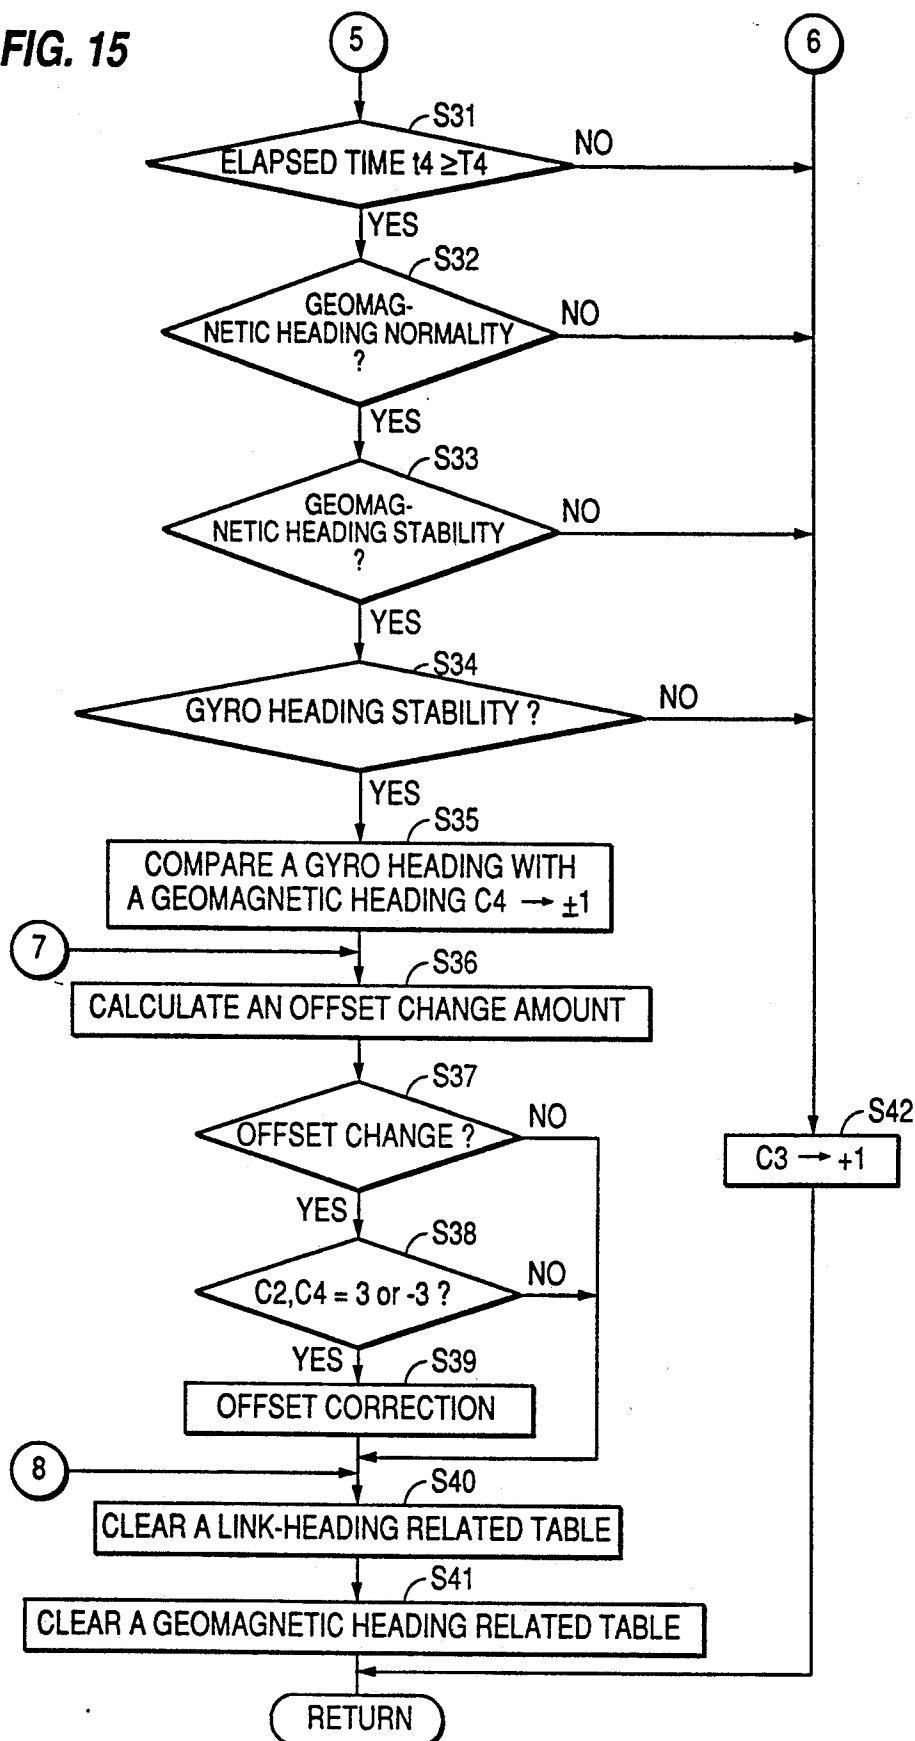 FIG. 15
5
6
S31
ELAPSED TIME t4 ≥T4
NO
YES
S32
GEOMAG-
NETIC HEADING NORMALITY
?
NO
YES
S33
GEOMAG-
NETIC HEADING STABILITY
?
NO
YES
S34
GYRO HEADING STABILITY ?
NO
YES
S35
COMPARE A GYRO HEADING WITH
A GEOMAGNETIC HEADING C4 → ±1
7
S36
CALCULATE AN OFFSET CHANGE AMOUNT
S37
OFFSET CHANGE ?
NO
YES
S42
C3 → +1
S38
C2,C4 = 3 or -3 ?
NO
YES
S39
OFFSET CORRECTION
8
S40
CLEAR A LINK-HEADING RELATED TABLE
S41
CLEAR A GEOMAGNETIC HEADING RELATED TABLE
RETURN